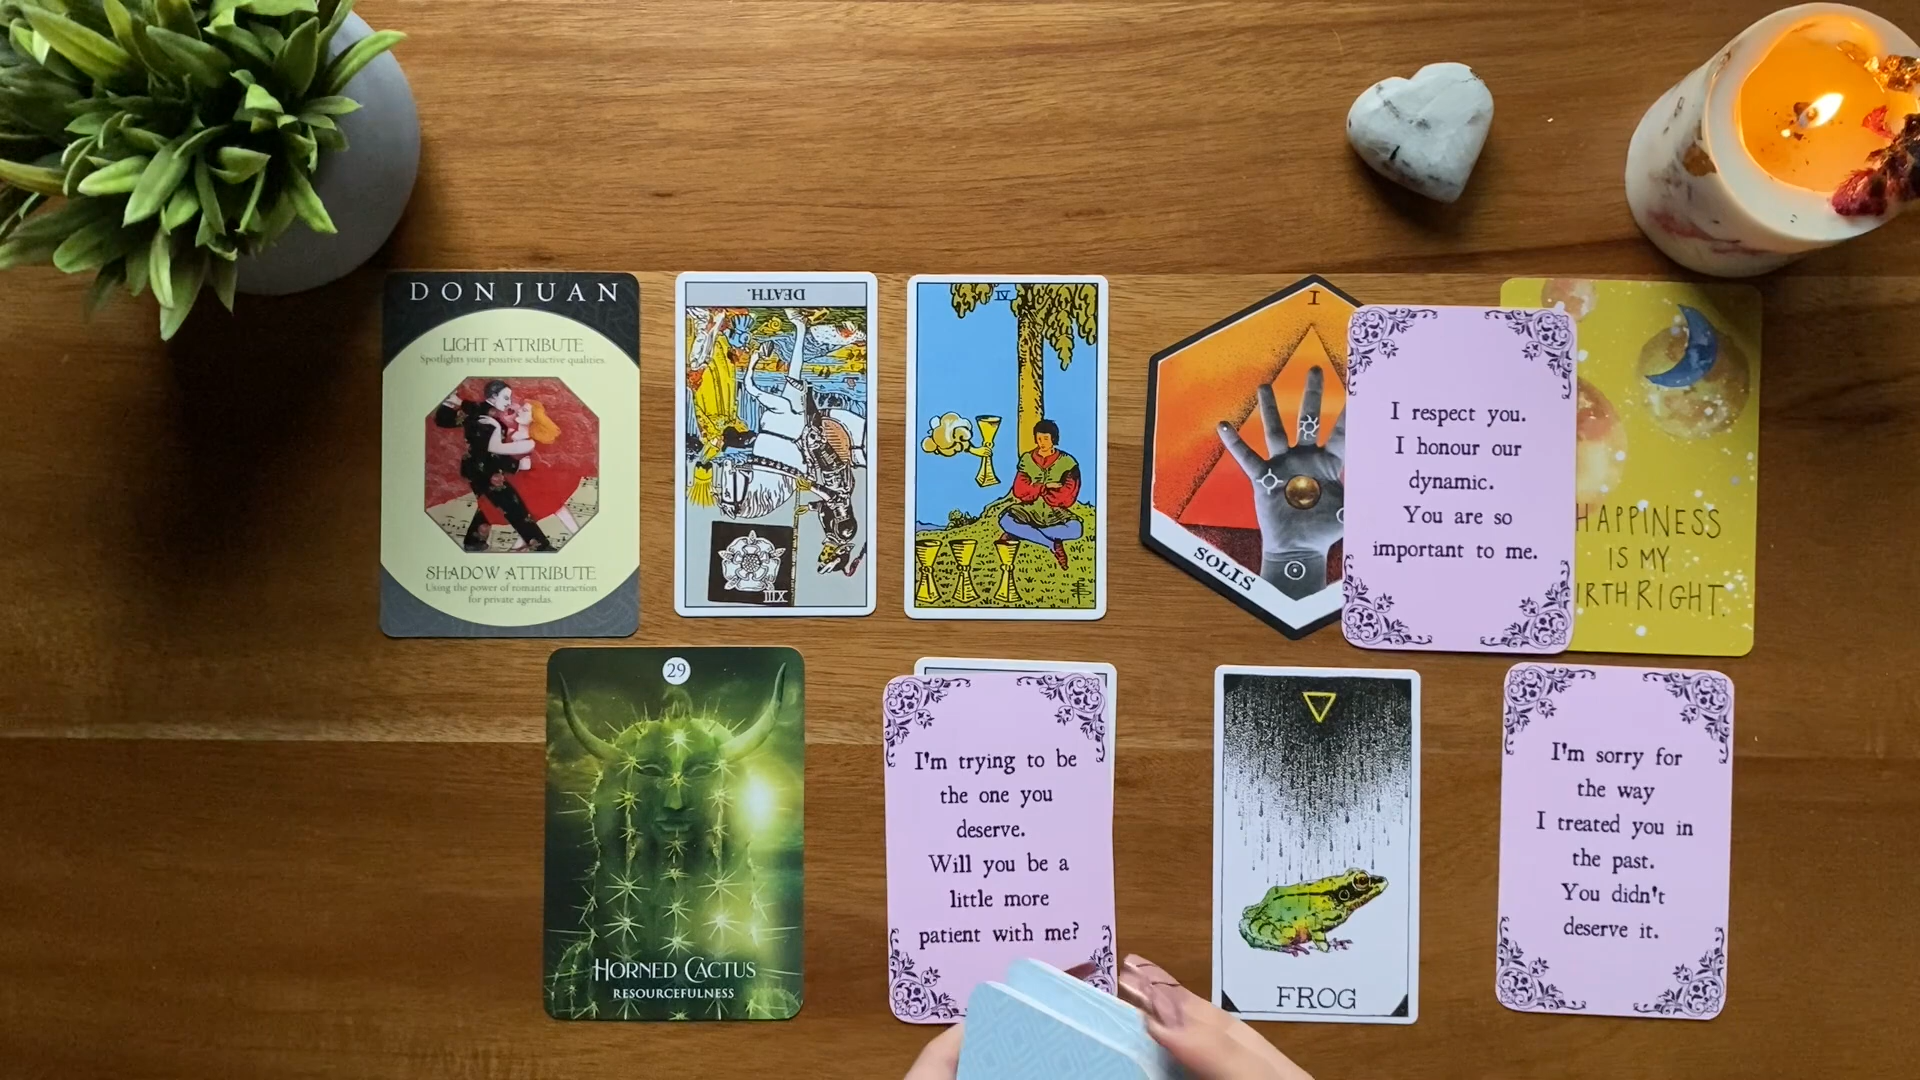 DON JUAN
LIGHT ATTRIBUTE
Spotlights your positive seductive qualities.
SHADOW ATTRIBUTE
Using the power of romantic attraction
for private agendas.
DEATH.
XIII
IV
I
SOLIS
I respect you.
I honour our
dynamic.
You are so
important to me.
HAPPINESS
IS MY
IRTHRIGHT.
29
HORNED CACTUS
RESOURCEFULNESS
I'm trying to be
the one you
deserve.
Will you be a
little more
patient with me?
FROG
I'm sorry for
the way
I treated you in
the past.
You didn't
deserve it.